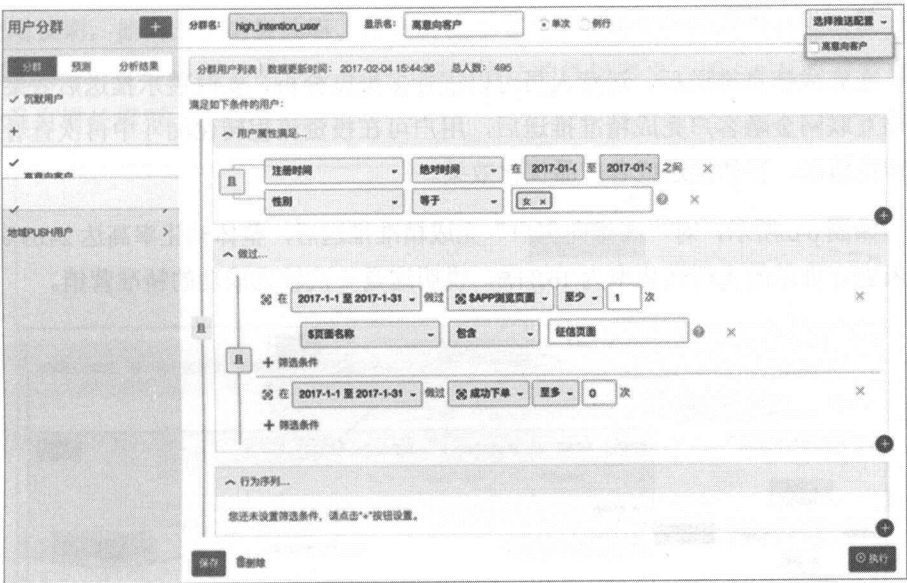 用户分群 +
分群名： high_intention_user 显示名： 高意向客户 单次 例行 选择推送配置
高意向客户
分群 预测 分析结果
分群用户列表 数据更新时间： 2017-02-04 15:44:36 总人数： 495
沉默用户
满足如下条件的用户：
+
用户属性满足...
高意向客户
且 注册时间 绝对时间 在 2017-01-( 至 2017-01-: 之间 ×
性别 等于 女 × ? ×
地域PUSH用户 >
做过...
在 2017-1-1 至 2017-1-31 做过 $APP浏览页面 至少 1 次 ×
且
$页面名称 包含 征信页面 ? ×
且
+ 筛选条件
在 2017-1-1 至 2017-1-31 做过 成功下单 至多 0 次 ×
+ 筛选条件
行为序列...
您还未设置筛选条件，请点击"+"按钮设置。
保存 删除 执行